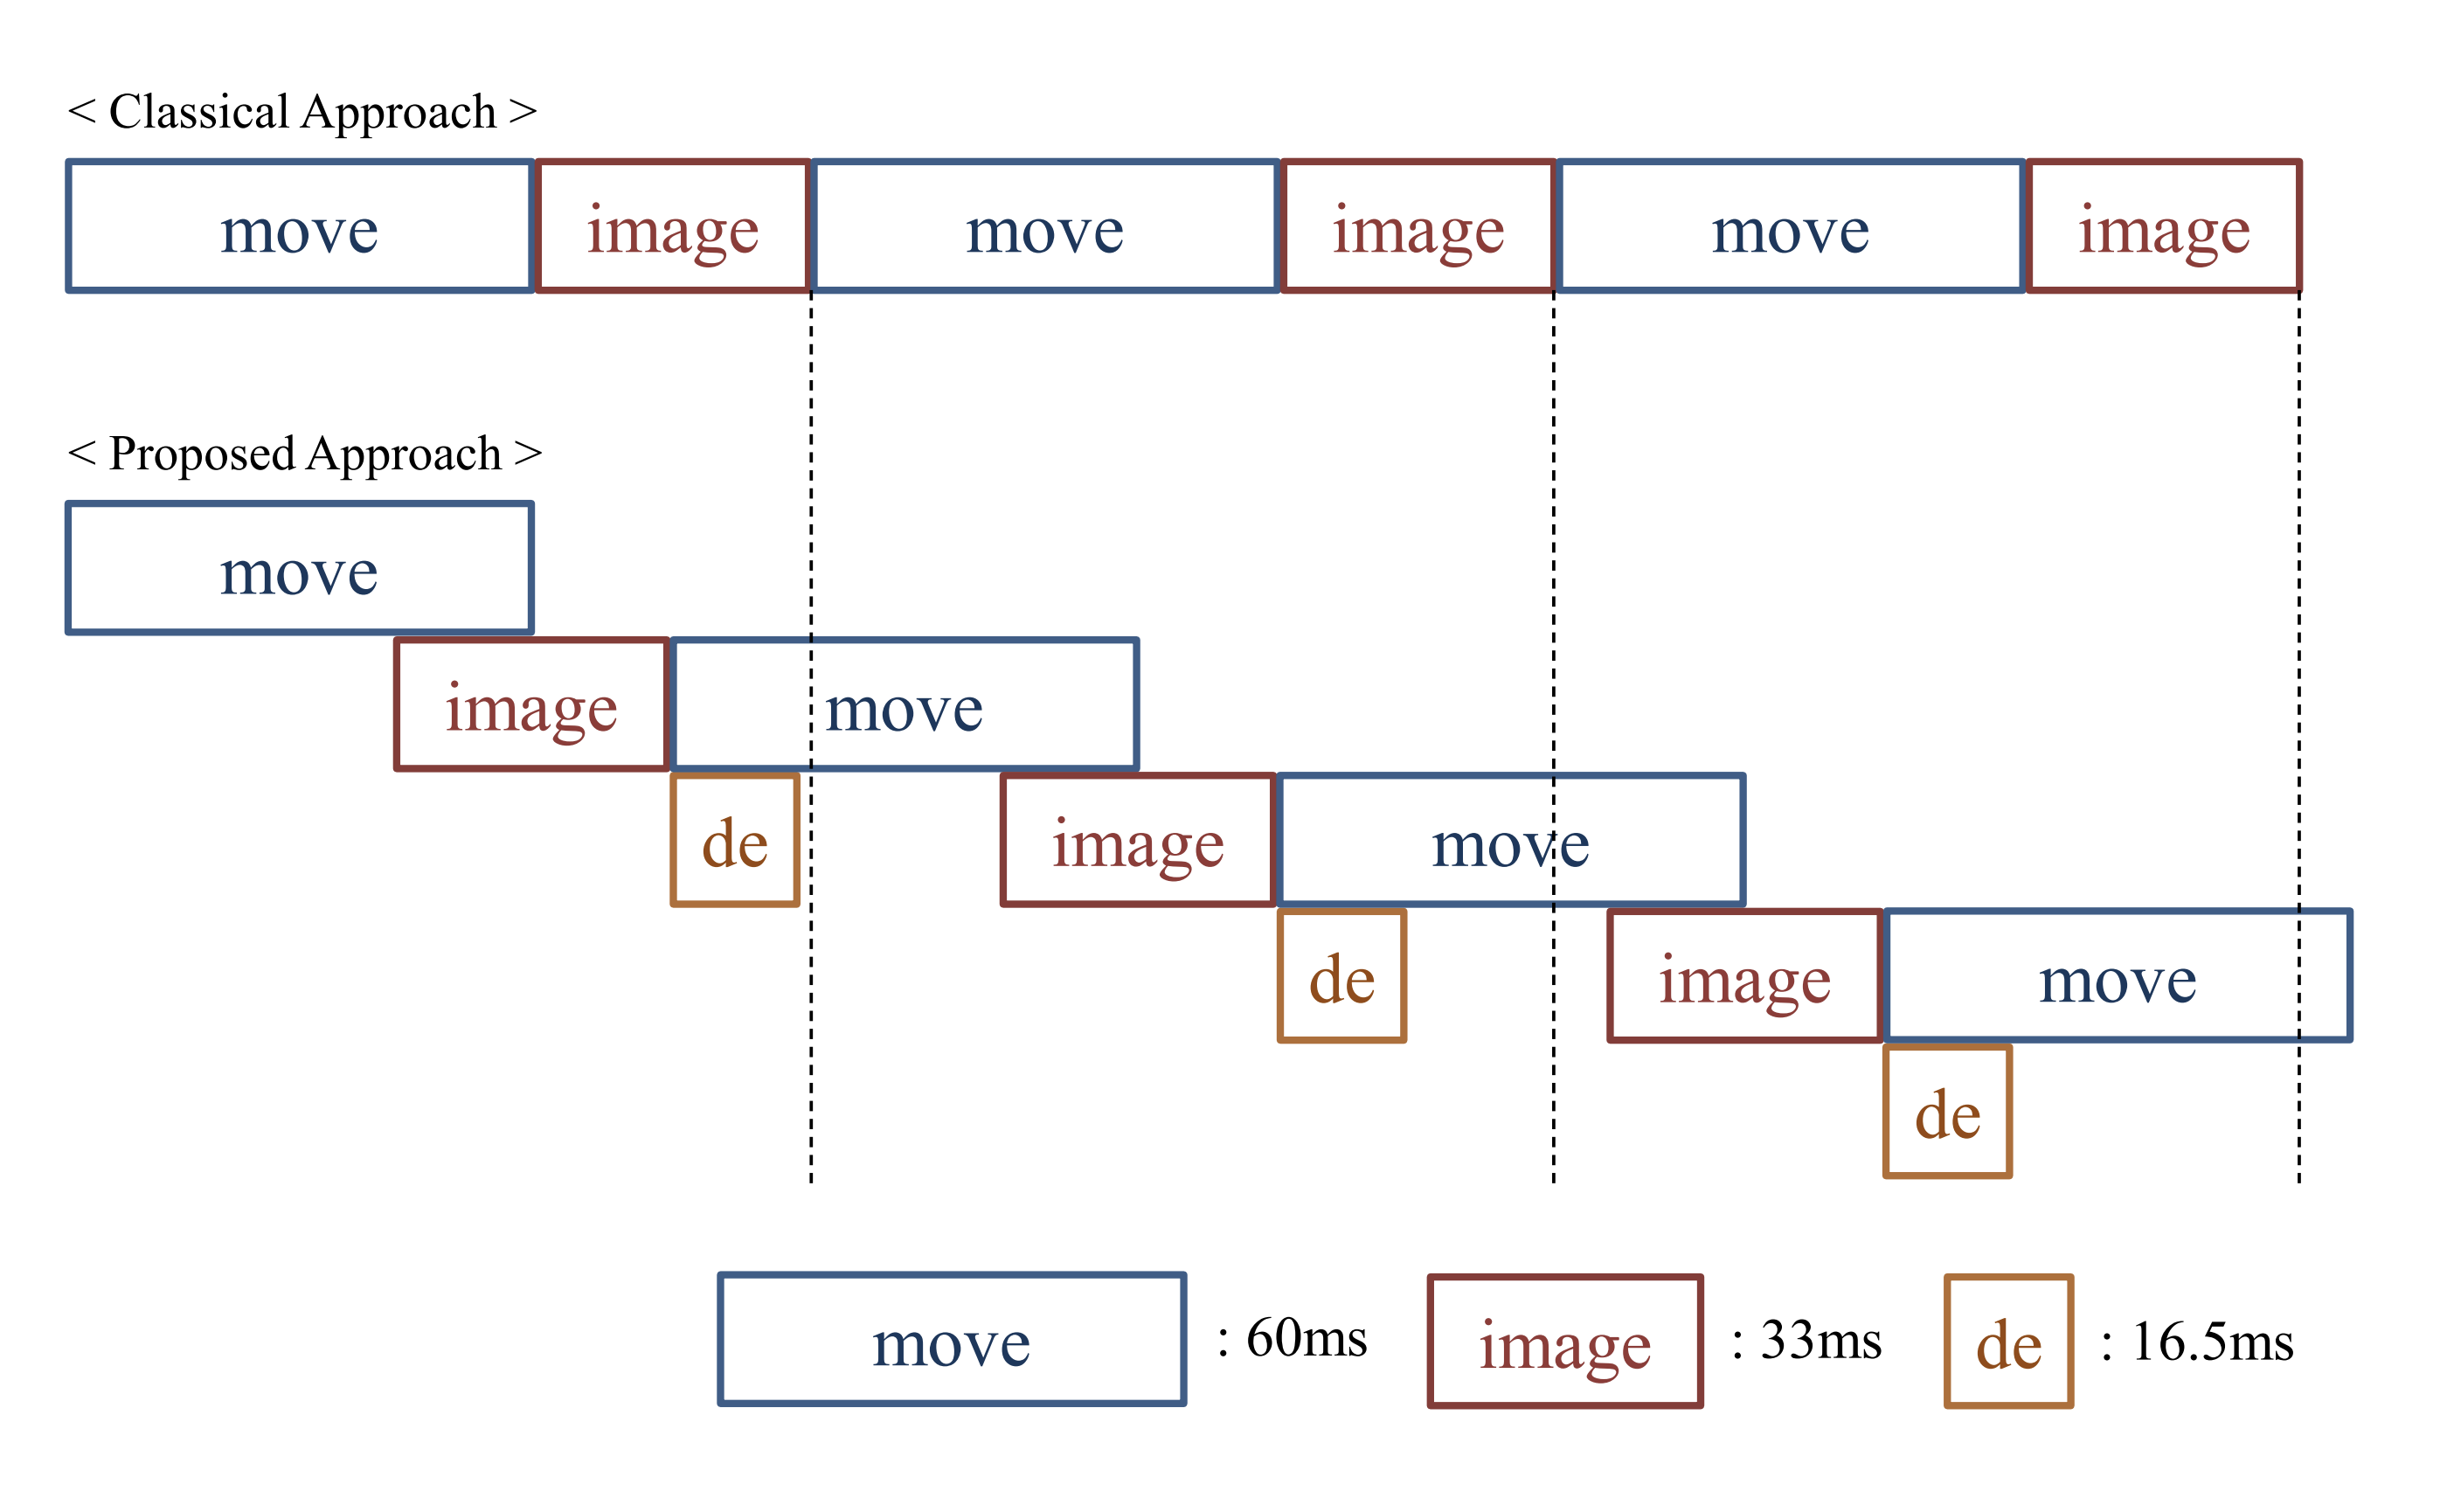 < Classical Approach >
move image move image move image
< Proposed Approach >
move
image move
de image move
de image move
de
move : 60ms image : 33ms de : 16.5ms